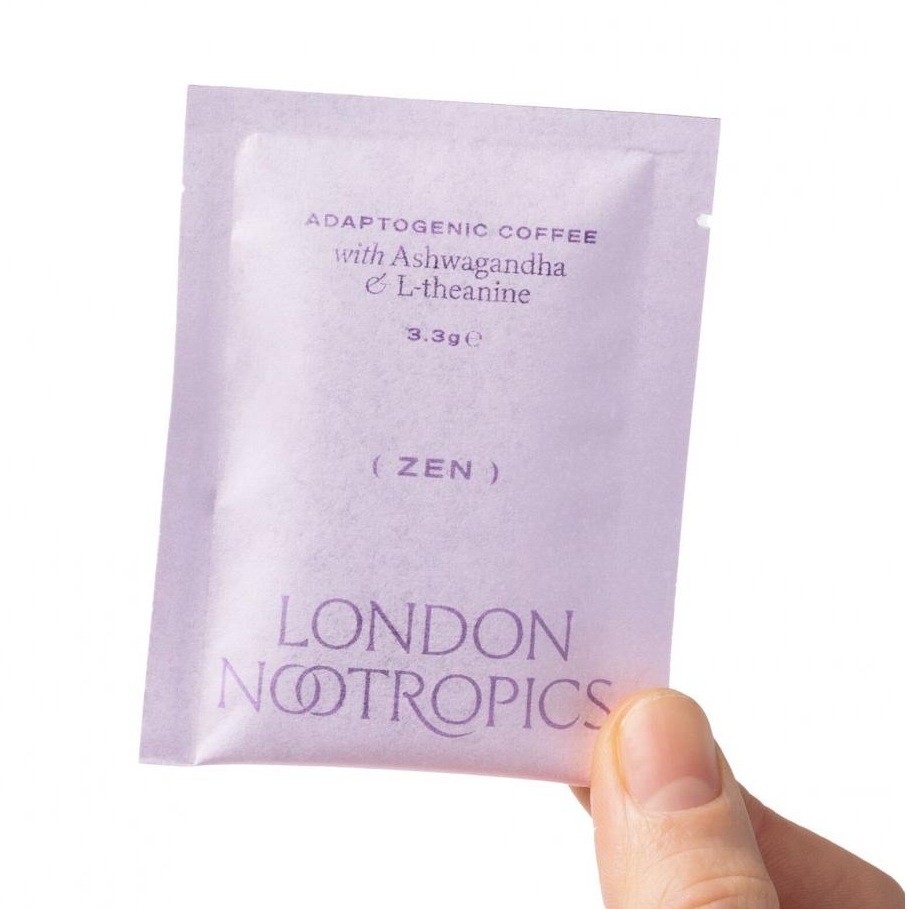 ADAPTOGENIC COFFEE
with Ashwagandha
& L-theanine
3.3g℮
( ZEN )
LONDON
NOOTROPICS